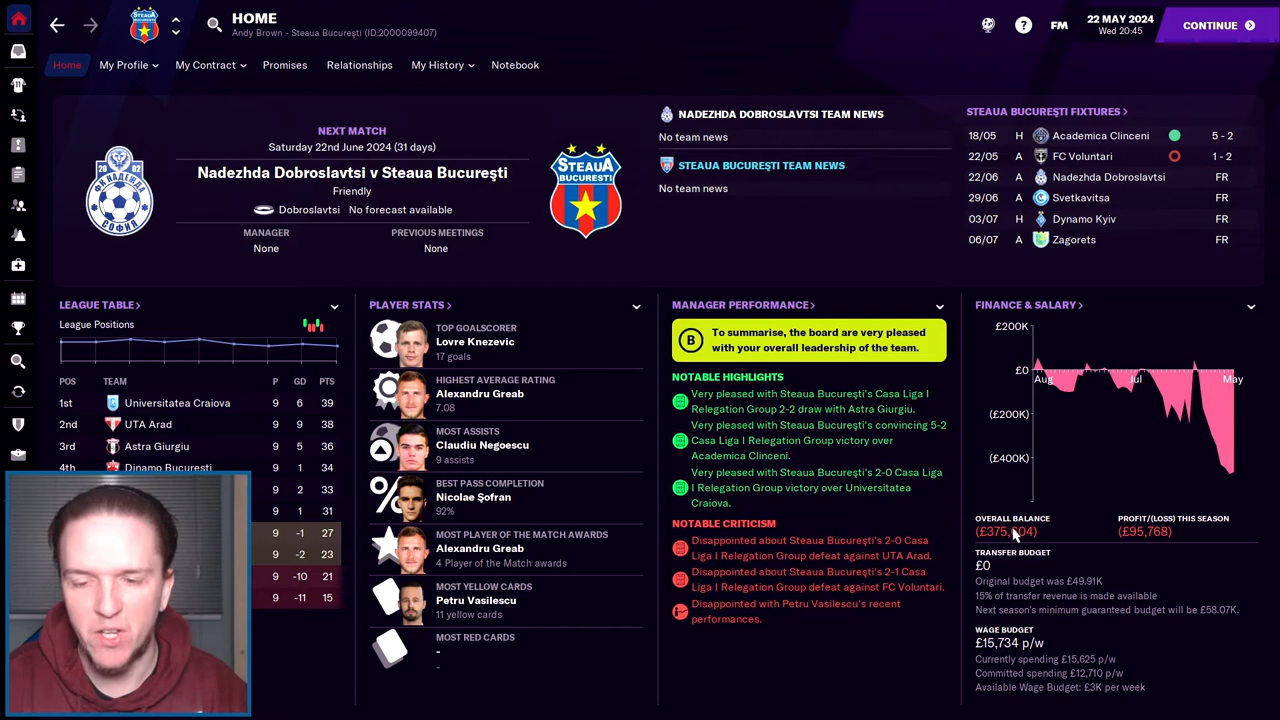 STEAUA
BUCUREȘTI
HOME
Andy Brown - Steaua Bucureşti (ID:2000099407)
?
FM
22 MAY 2024
Wed 20:45
CONTINUE
Home
My Profile
My Contract
Promises
Relationships
My History
Notebook
NEXT MATCH
Saturday 22nd June 2024 (31 days)
Nadezhda Dobroslavtsi v Steaua Bucureşti
Friendly
Dobroslavtsi No forecast available
MANAGER
PREVIOUS MEETINGS
None
None
20 02
STEAUA
BUCURESTI
NADEZHDA DOBROSLAVTSI TEAM NEWS
No team news
STEAUA BUCUREŞTI TEAM NEWS
No team news
STEAUA BUCUREŞTI FIXTURES >
18/05 H Academica Clinceni 5 - 2
22/05 A FC Voluntari 1 - 2
22/06 A Nadezhda Dobroslavtsi FR
29/06 A Svetkavitsa FR
03/07 H Dynamo Kyiv FR
06/07 A Zagorets FR
LEAGUE TABLE >
League Positions
POS TEAM P GD PTS
1st Universitatea Craiova 9 6 39
2nd UTA Arad 9 9 38
3rd Astra Giurgiu 9 5 36
4th Dinamo Bucureşti 9 1 34
9 2 33
9 1 31
9 -1 27
9 -2 23
9 -10 21
9 -11 15
PLAYER STATS >
TOP GOALSCORER
Lovre Knezevic
17 goals
HIGHEST AVERAGE RATING
Alexandru Greab
7.08
MOST ASSISTS
Claudiu Negoescu
9 assists
BEST PASS COMPLETION
Nicolae Şofran
92%
MOST PLAYER OF THE MATCH AWARDS
Alexandru Greab
4 Player of the Match awards
MOST YELLOW CARDS
Petru Vasilescu
11 yellow cards
MOST RED CARDS
-
-
MANAGER PERFORMANCE >
B
To summarise, the board are very pleased
with your overall leadership of the team.
NOTABLE HIGHLIGHTS
Very pleased with Steaua Bucureşti's Casa Liga I
Relegation Group 2-2 draw with Astra Giurgiu.
Very pleased with Steaua Bucureşti's convincing 5-2
Casa Liga I Relegation Group victory over
Academica Clinceni.
Very pleased with Steaua Bucureşti's 2-0 Casa Liga
I Relegation Group victory over Universitatea
Craiova.
NOTABLE CRITICISM
Disappointed about Steaua Bucureşti's 2-0 Casa
Liga I Relegation Group defeat against UTA Arad.
Disappointed about Steaua Bucureşti's 2-1 Casa
Liga I Relegation Group defeat against FC Voluntari.
Disappointed with Petru Vasilescu's recent
performances.
FINANCE & SALARY >
£200K
£0
(£200K)
(£400K)
Aug
Jul
May
OVERALL BALANCE
PROFIT/(LOSS) THIS SEASON
(£95,768)
TRANSFER BUDGET
£0
Original budget was £49.91K
15% of transfer revenue is made available
Next season's minimum guaranteed budget will be £58.07K.
WAGE BUDGET
£15,734 p/w
Currently spending £15,625 p/w
Committed spending £12,710 p/w
Available Wage Budget: £3K per week